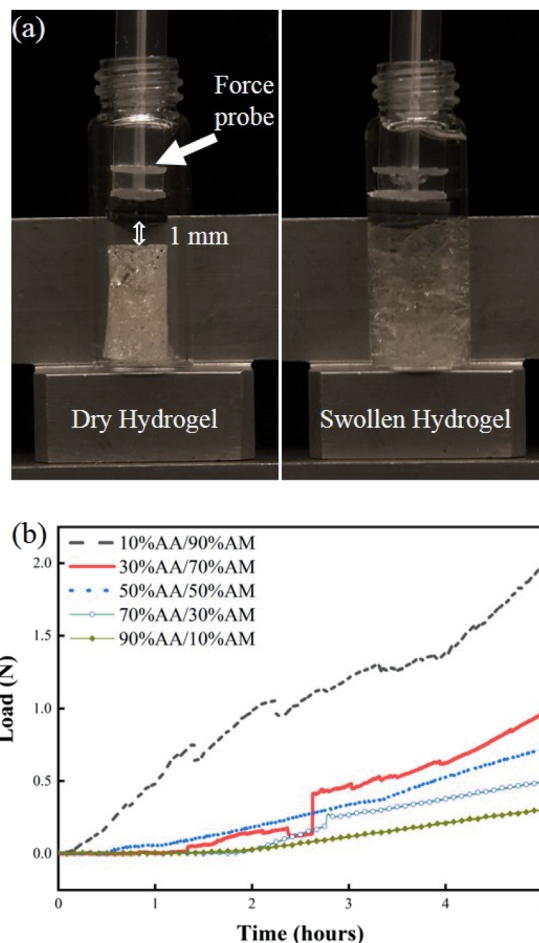 (a)
Force
probe
1 mm
Dry Hydrogel
Swollen Hydrogel
(b)
10%AA/90%AM
30%AA/70%AM
50%AA/50%AM
70%AA/30%AM
90%AA/10%AM
2.0
1.5
1.0
0.5
0.0
Load (N)
0 1 2 3 4
Time (hours)